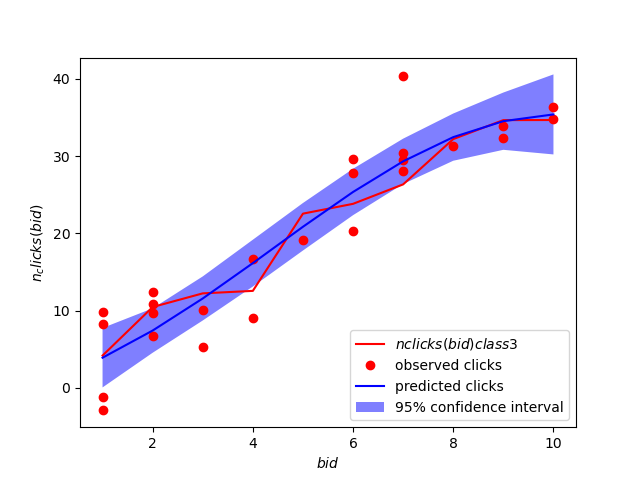 40
30
20
10
0
n_clicks(bid)
nclicks(bid)class3
observed clicks
predicted clicks
95% confidence interval
2 4 6 8 10
bid